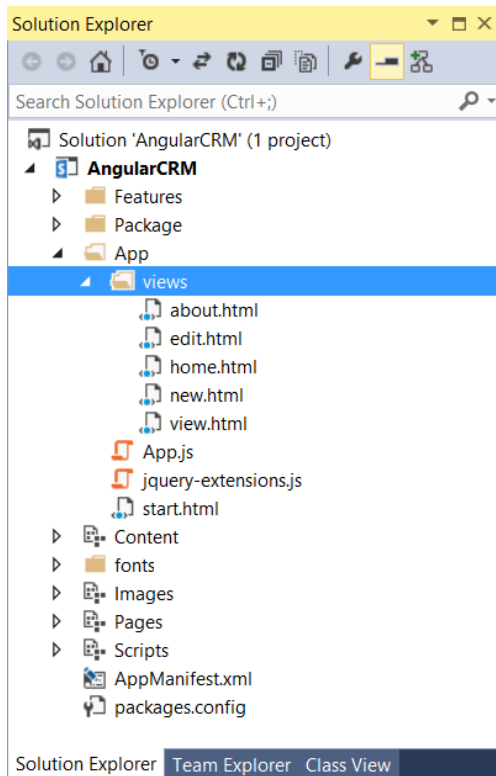 Solution Explorer
Search Solution Explorer (Ctrl+;)
Solution 'AngularCRM' (1 project)
AngularCRM
Features
Package
App
views
about.html
edit.html
home.html
new.html
view.html
App.js
jquery-extensions.js
start.html
Content
fonts
Images
Pages
Scripts
AppManifest.xml
packages.config
Solution Explorer Team Explorer Class View